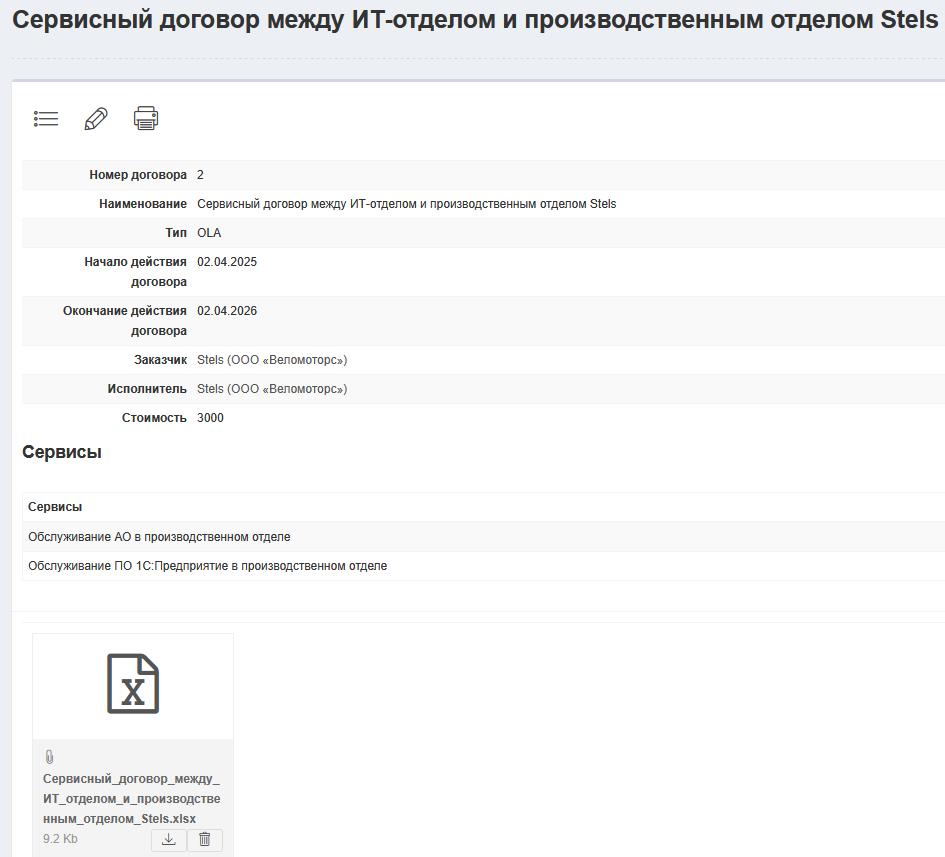 Сервисный договор между ИТ-отделом и производственным отделом Stels
Номер договора 2
Наименование Сервисный договор между ИТ-отделом и производственным отделом Stels
Тип OLA
Начало действия 02.04.2025
договора
Окончание действия 02.04.2026
договора
Заказчик Stels (ООО «Веломоторс»)
Исполнитель Stels (ООО «Веломоторс»)
Стоимость 3000
Сервисы
Сервисы
Обслуживание АО в производственном отделе
Обслуживание ПО 1С:Предприятие в производственном отделе
X
Сервисный_договор_между_
ИТ_отделом_и_производстве
нным_отделом_Stels.xlsx
9.2 Kb